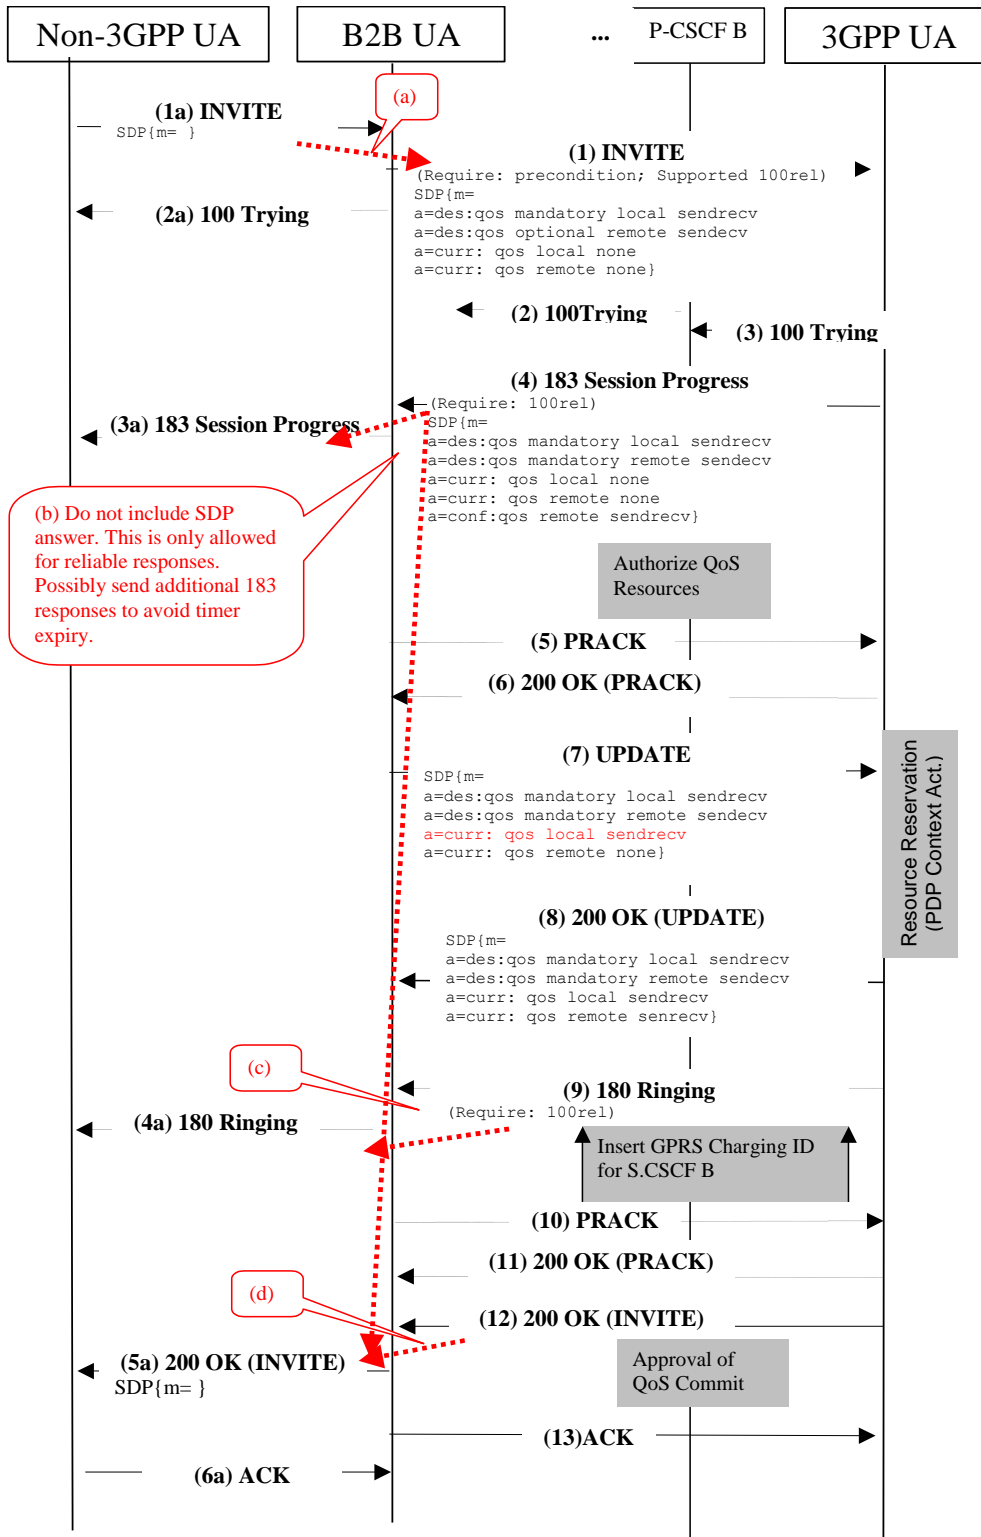 Non-3GPP UA
B2B UA
...
P-CSCF B
3GPP UA
(a)
(1a) INVITE
SDP{m= }
(1) INVITE
(Require: precondition; Supported 100rel)
SDP{m=
a=des:qos mandatory local sendrecv
a=des:qos optional remote sendecv
a=curr: qos local none
a=curr: qos remote none}
(2a) 100 Trying
(2) 100Trying
(3) 100 Trying
(4) 183 Session Progress
(Require: 100rel)
SDP{m=
a=des:qos mandatory local sendrecv
a=des:qos mandatory remote sendecv
a=curr: qos local none
a=curr: qos remote none
a=conf:qos remote sendrecv}
(3a) 183 Session Progress
(b) Do not include SDP
answer. This is only allowed
for reliable responses.
Possibly send additional 183
responses to avoid timer
expiry.
Authorize QoS
Resources
(5) PRACK
(6) 200 OK (PRACK)
(7) UPDATE
SDP{m=
a=des:qos mandatory local sendrecv
a=des:qos mandatory remote sendecv
a=curr: qos local sendrecv
a=curr: qos remote none}
Resource Reservation
(PDP Context Act.)
(8) 200 OK (UPDATE)
SDP{m=
a=des:qos mandatory local sendrecv
a=des:qos mandatory remote sendecv
a=curr: qos local sendrecv
a=curr: qos remote senrecv}
(c)
(9) 180 Ringing
(Require: 100rel)
(4a) 180 Ringing
Insert GPRS Charging ID
for S.CSCF B
(10) PRACK
(11) 200 OK (PRACK)
(d)
(12) 200 OK (INVITE)
(5a) 200 OK (INVITE)
SDP{m= }
Approval of
QoS Commit
(13)ACK
(6a) ACK